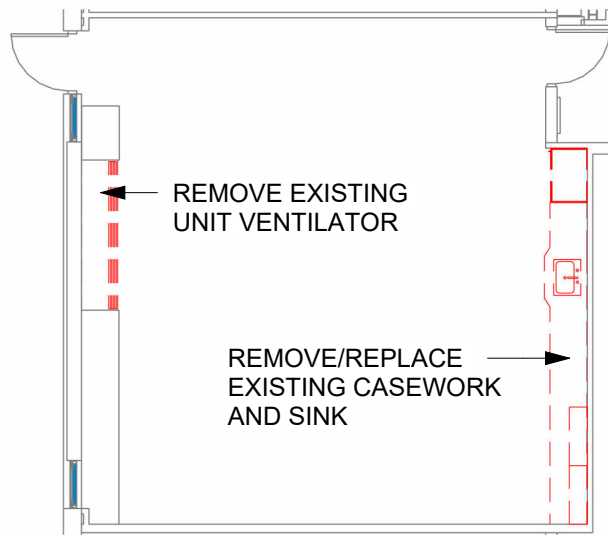 REMOVE EXISTING
UNIT VENTILATOR
REMOVE/REPLACE
EXISTING CASEWORK
AND SINK